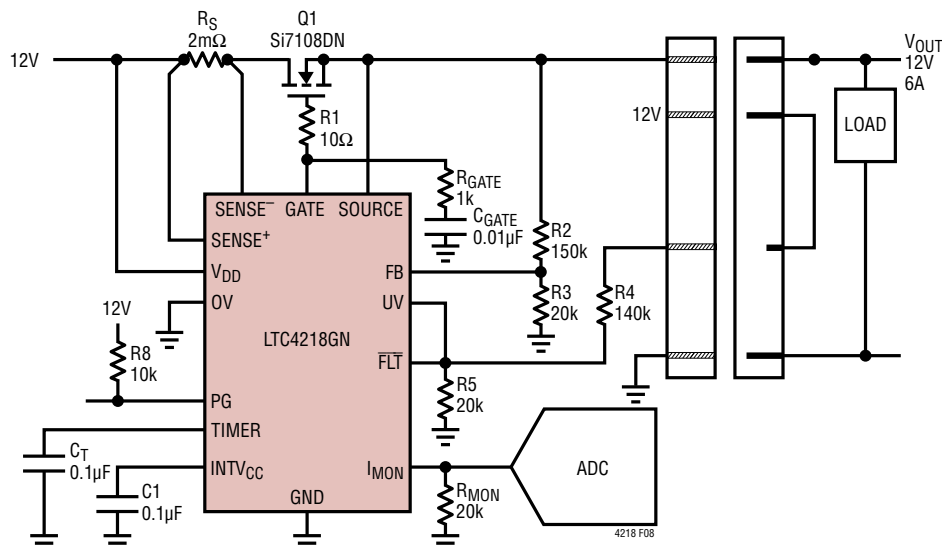 12V
RS
2mΩ
Q1
Si7108DN
R1
10Ω
RGATE
1k
CGATE
0.01µF
R2
150k
R3
20k
R4
140k
12V
VOUT
12V
6A
LOAD
SENSE– GATE SOURCE
SENSE+
VDD
OV
FB
UV
LTC4218GN
FLT
12V
R8
10k
PG
TIMER
INTVCC
GND
IMON
R5
20k
CT
0.1µF
C1
0.1µF
RMON
20k
ADC
4218 F08